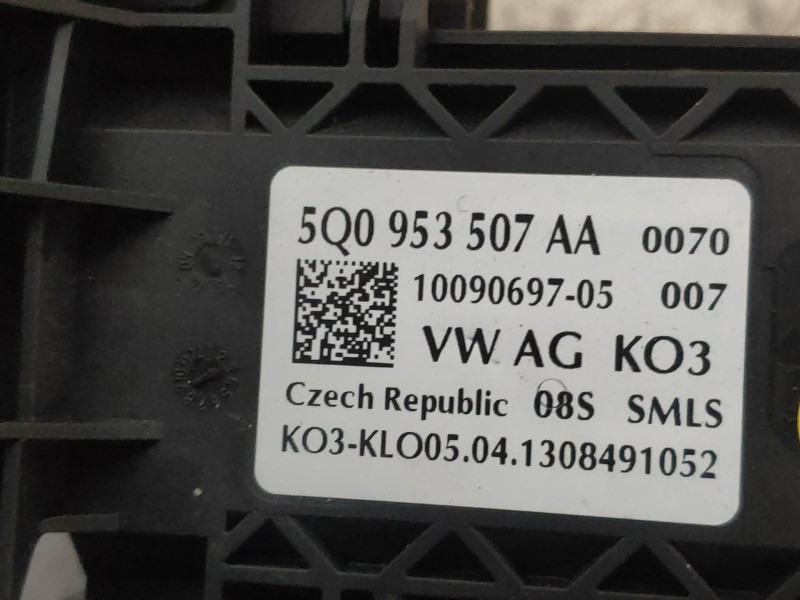 5Q0 953 507 AA 0070
10090697-05 007
VW AG KO3
Czech Republic 08S SMLS
KO3-KLO05.04.1308491052